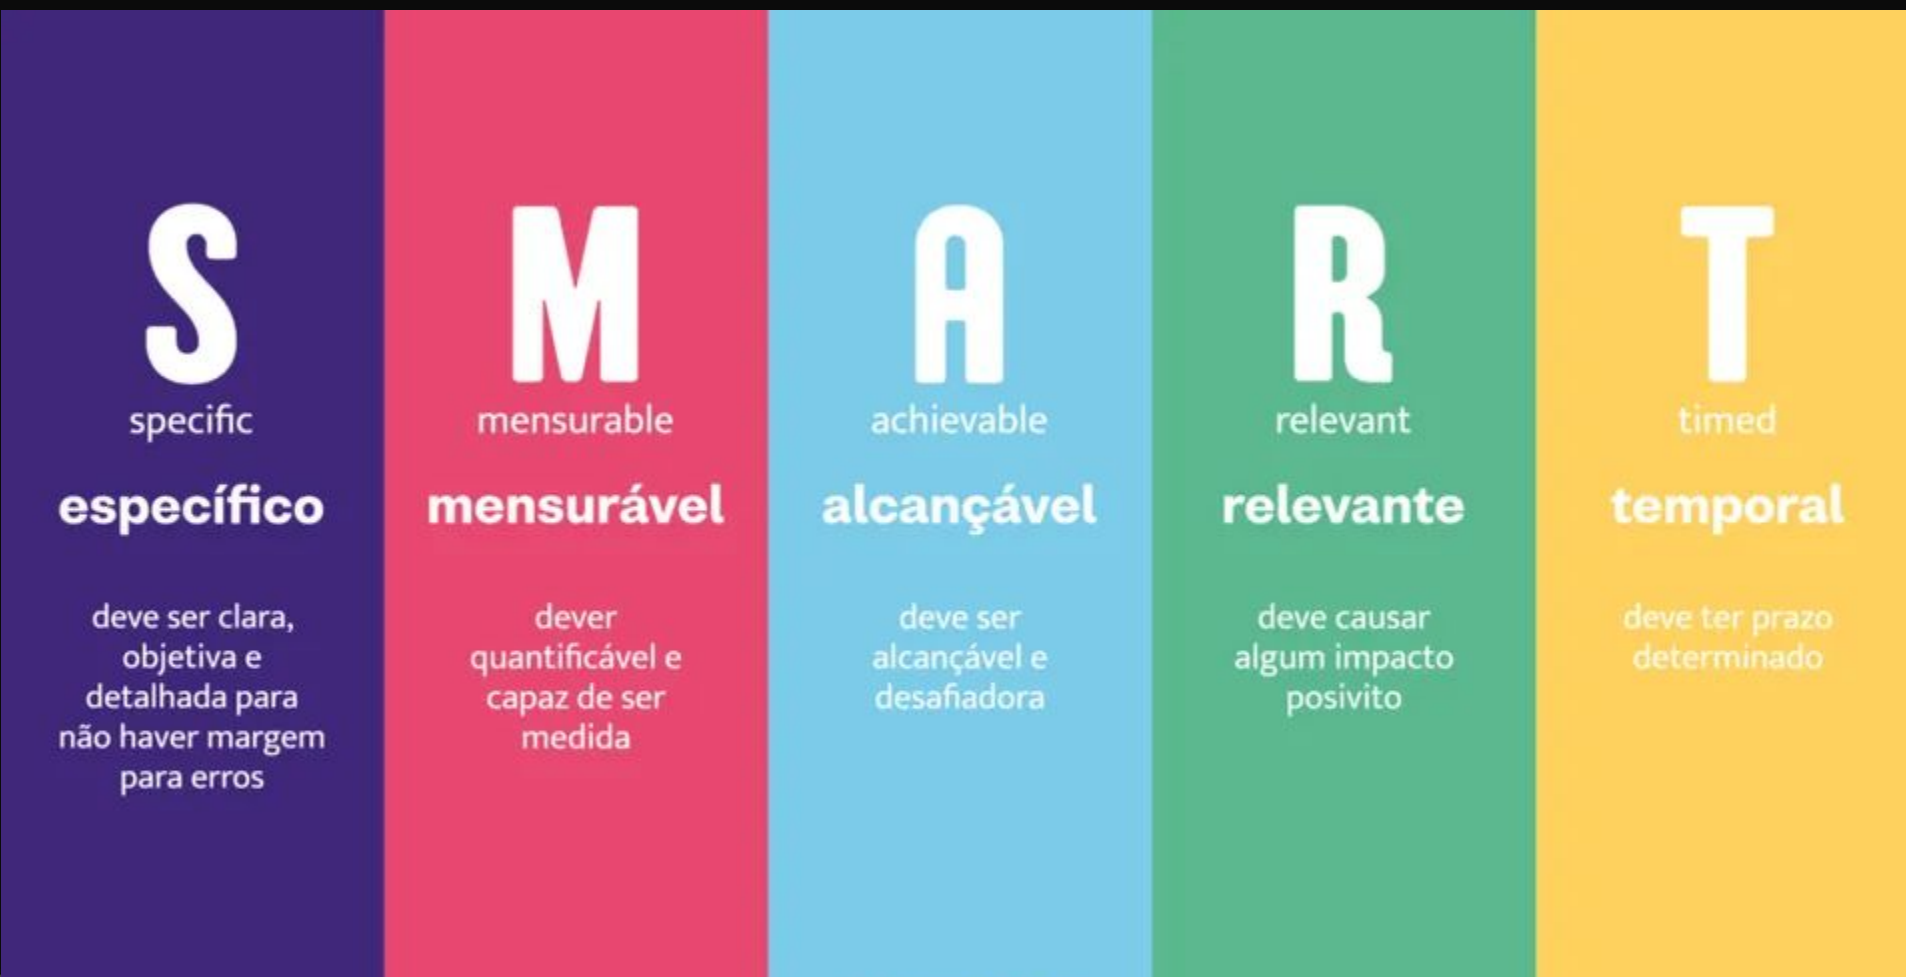 S
specific
específico
deve ser clara,
objetiva e
detalhada para
não haver margem
para erros
M
mensurable
mensurável
dever
quantificável e
capaz de ser
medida
A
achievable
alcançável
deve ser
alcançável e
desafiadora
R
relevant
relevante
deve causar
algum impacto
posivito
T
timed
temporal
deve ter prazo
determinado